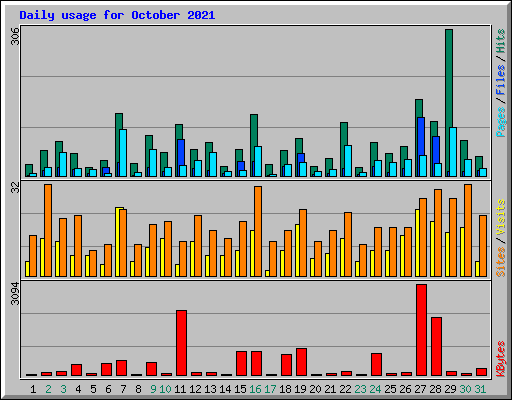 Daily usage for October 2021
306
Pages / Files / Hits
32
Sites / Visits
3094
KBytes
1 2 3 4 5 6 7 8 9 10 11 12 13 14 15 16 17 18 19 20 21 22 23 24 25 26 27 28 29 30 31